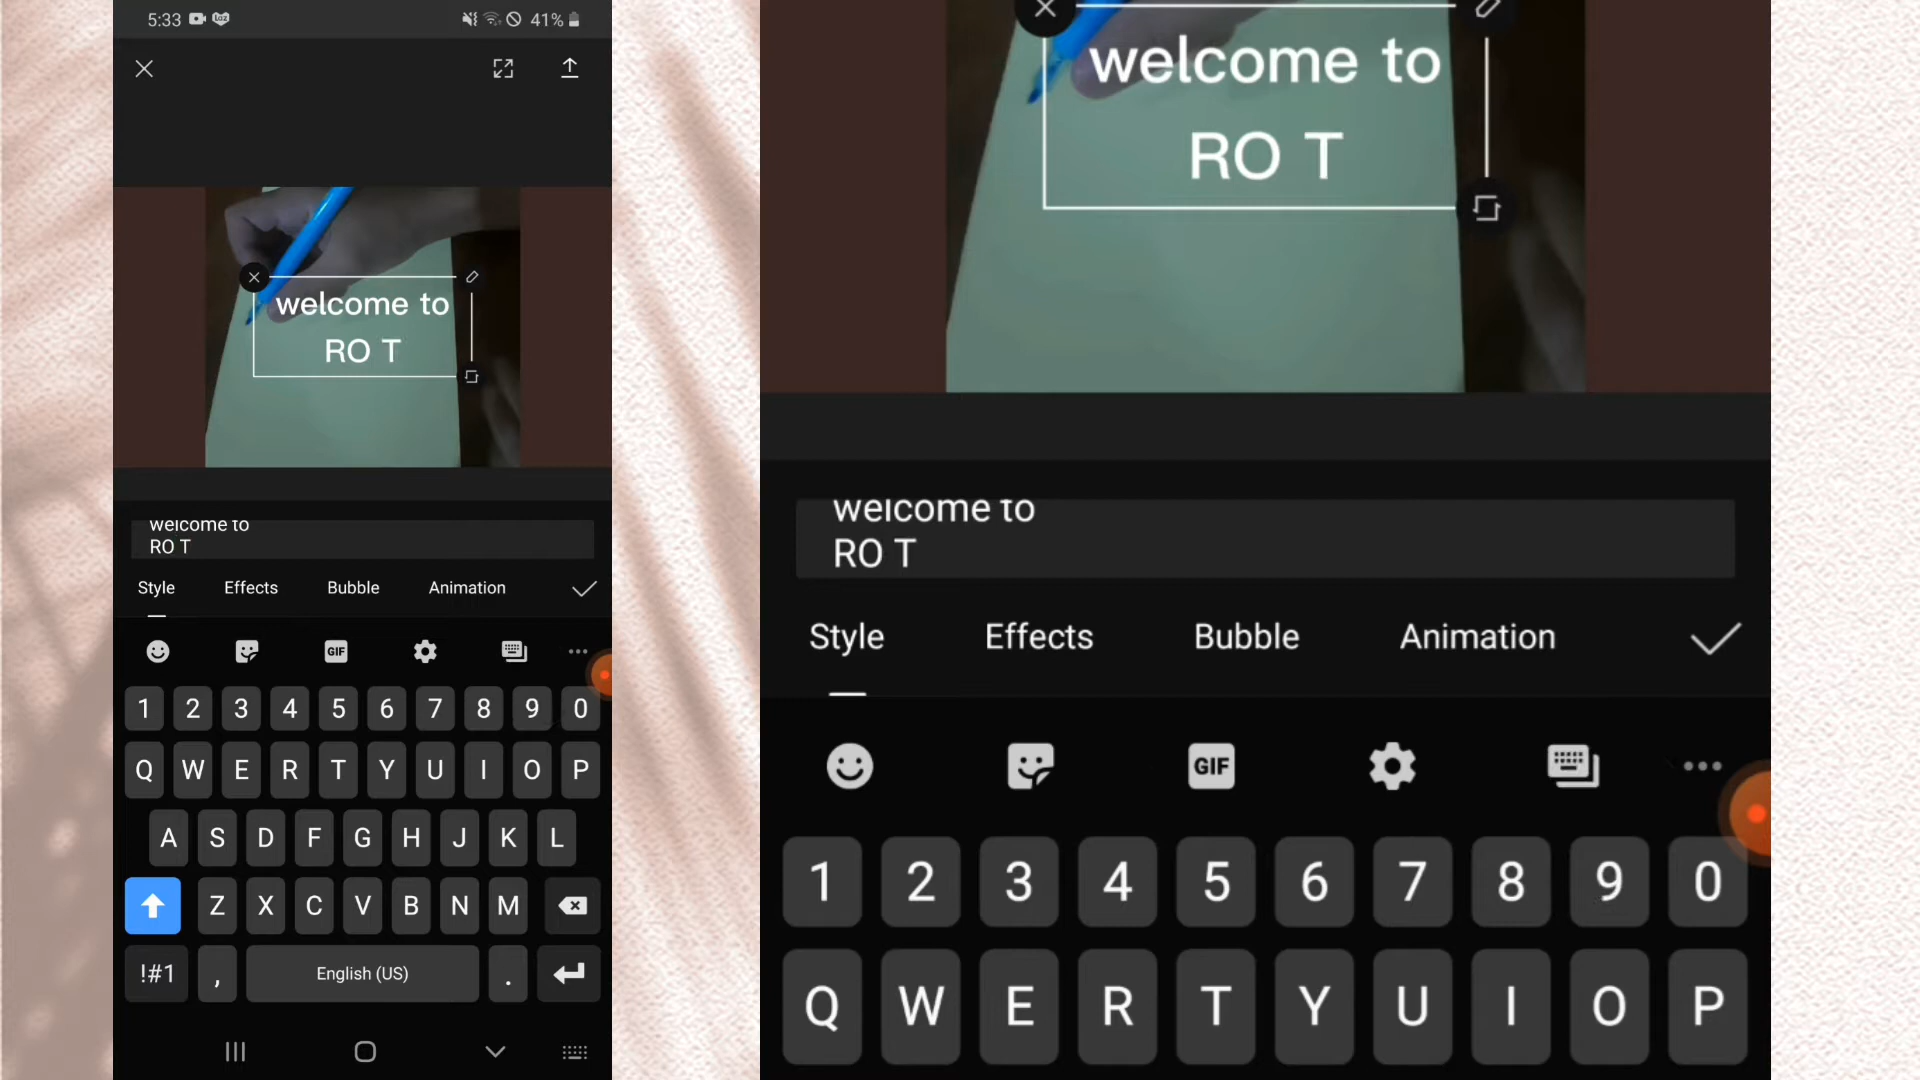 5:33
41%
welcome to
RO T
welcome to
RO T
Style Effects Bubble Animation
GIF
1 2 3 4 5 6 7 8 9 0
Q W E R T Y U I O P
A S D F G H J K L
Z X C V B N M
!#1 , English (US) .
welcome to
RO T
welcome to
RO T
Style Effects Bubble Animation
GIF
1 2 3 4 5 6 7 8 9 0
Q W E R T Y U I O P